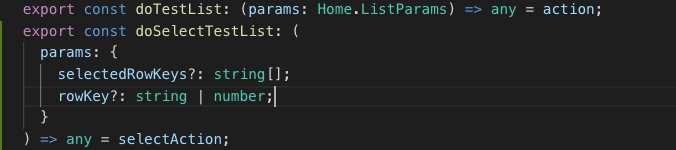 export const doTestList: (params: Home.ListParams) => any = action;
export const doSelectTestList: (
params: {
selectedRowKeys?: string[];
rowKey?: string | number;
}
) => any = selectAction;